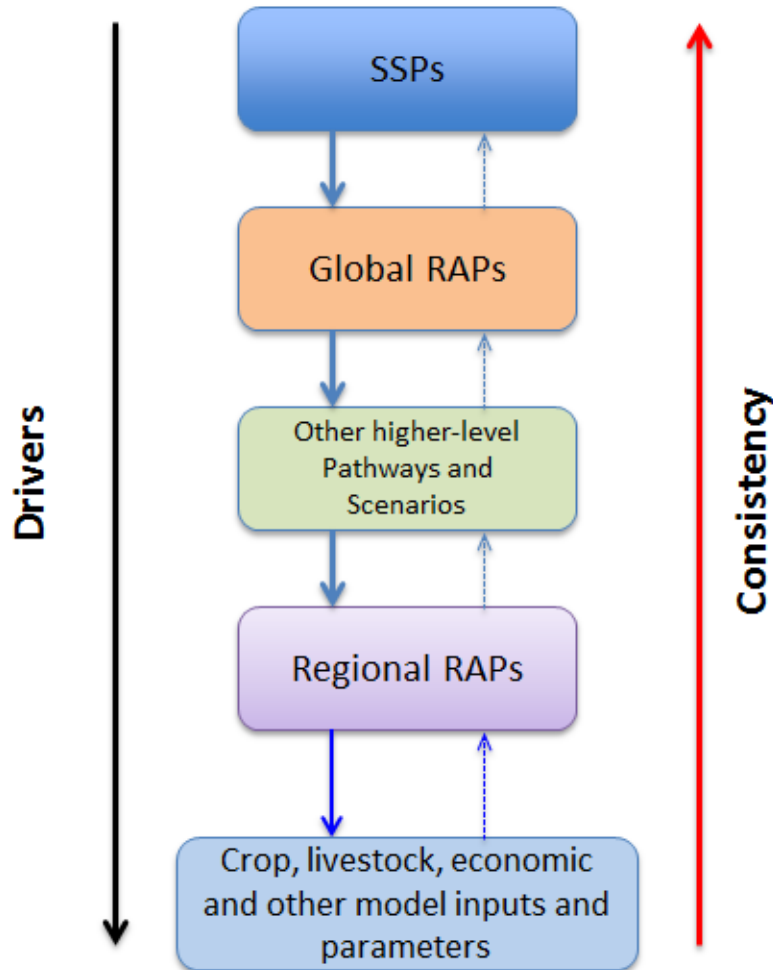 SSPs
Global RAPs
Other higher-level
Pathways and
Scenarios
Regional RAPs
Crop, livestock, economic
and other model inputs and
parameters
Drivers
Consistency